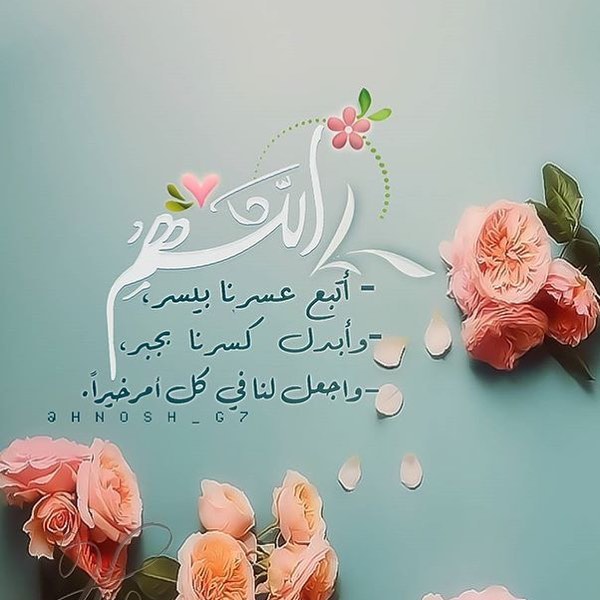 اللهم
- أتبع عسرنا بيسر،
-وأبدل كسرنا بجبر،
-واجعل لنا في كل أمر خيراً.
@HNOSH_G7